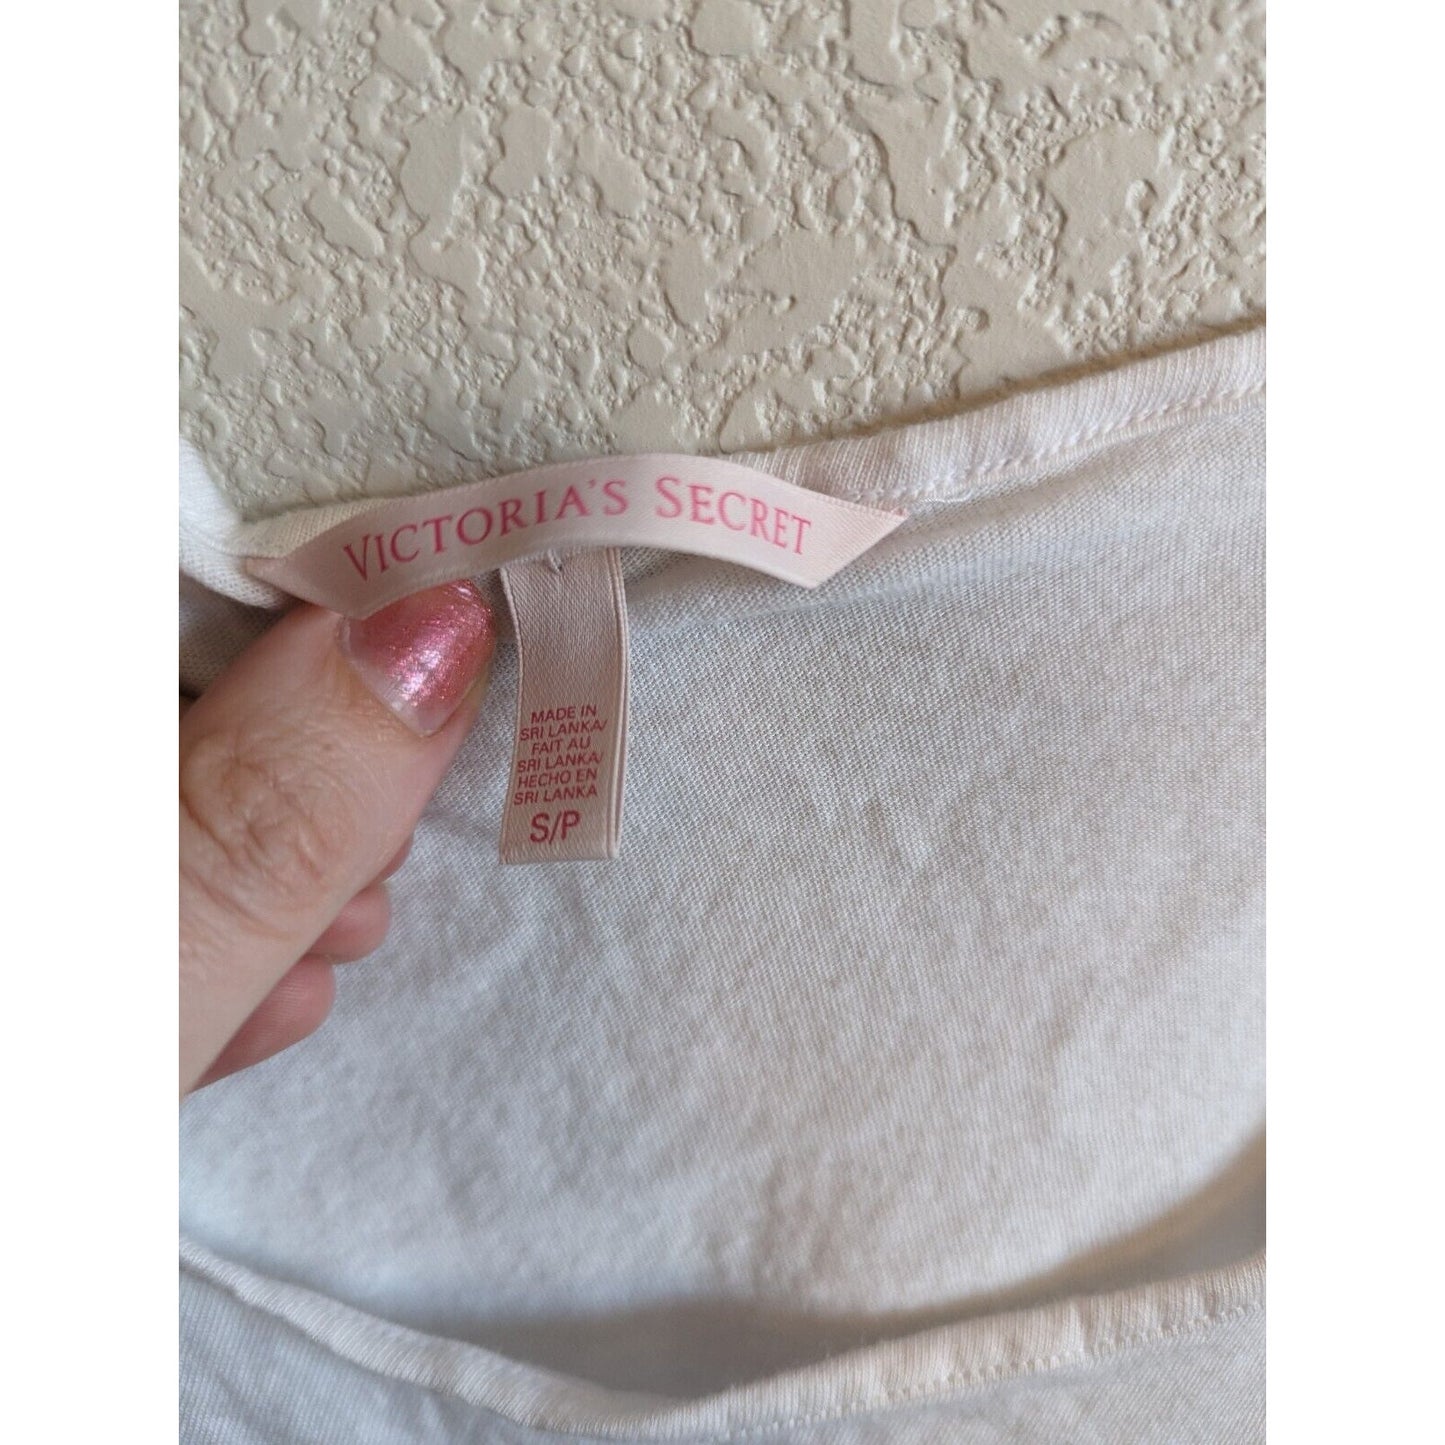 VICTORIA'S SECRET
MADE IN
SRI LANKA/
FAIT AU
SRI LANKA/
HECHO EN
SRI LANKA
S/P